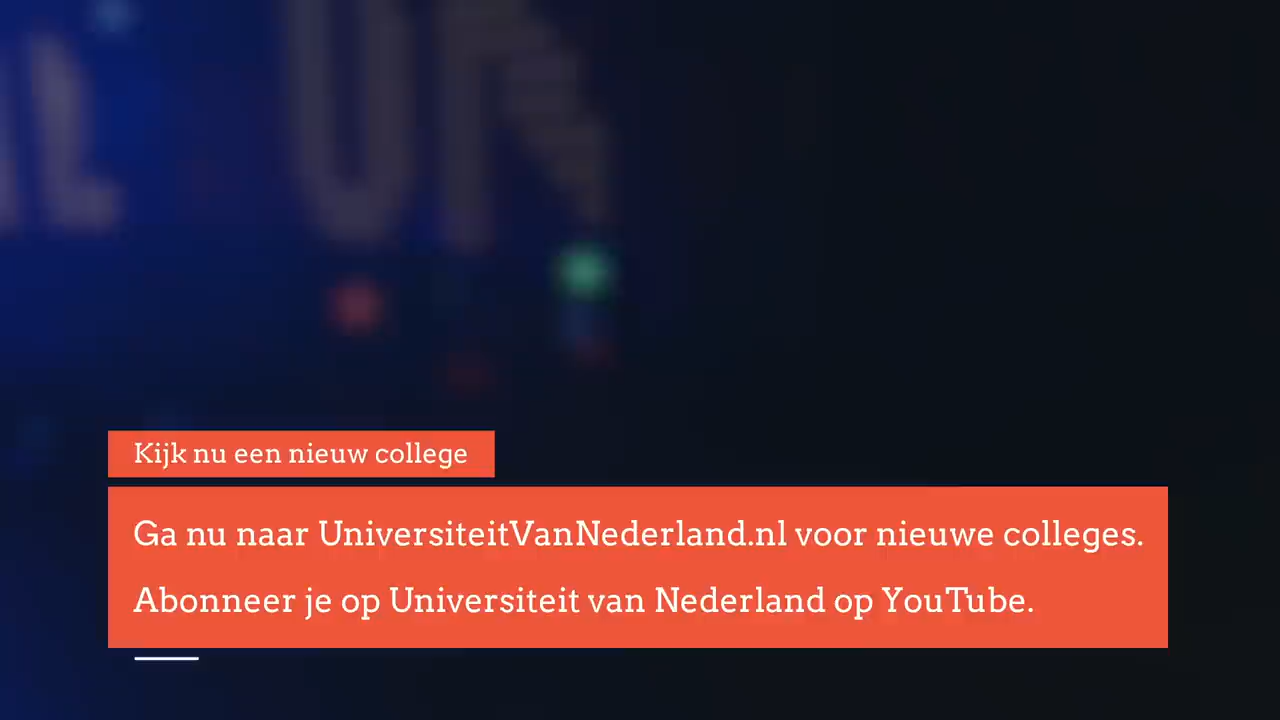 Kijk nu een nieuw college
Ga nu naar UniversiteitVanNederland.nl voor nieuwe colleges.
Abonneer je op Universiteit van Nederland op YouTube.